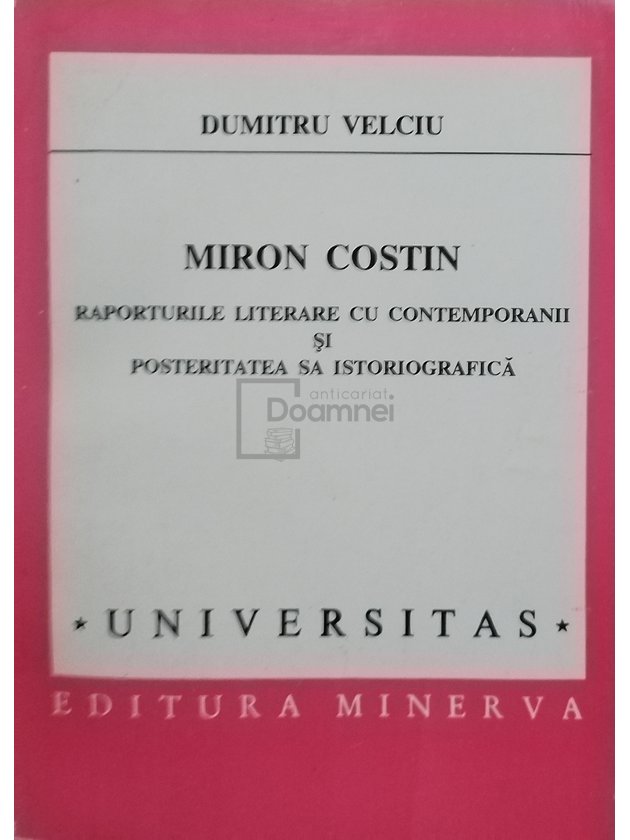 DUMITRU VELCIU
MIRON COSTIN
RAPORTURILE LITERARE CU CONTEMPORANII
ŞI
POSTERITATEA SA ISTORIOGRAFICĂ
anticariat
Doamnei
* UNIVERSITAS *
EDITURA MINERVA